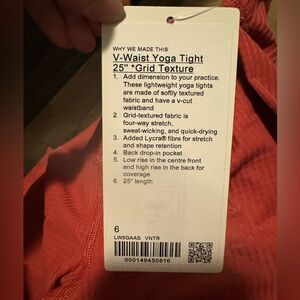 WHY WE MADE THIS
V-Waist Yoga Tight
25" *Grid Texture
1. Add dimension to your practice.
These lightweight yoga tights
are made of softly textured
fabric and have a v-cut
waistband
2. Grid-textured fabric is
four-way stretch,
sweat-wicking, and quick-drying
3. Added Lycra® fibre for stretch
and shape retention
4. Back drop-in pocket
5. Low rise in the centre front
and high rise in the back for
coverage
6. 25" length
6
LW5GAAS VNTR
000149450816